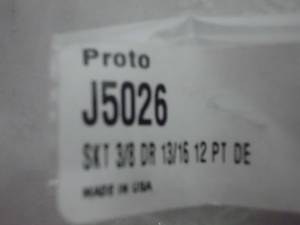 Proto
J5026
SKT 3/8 DR 13/16 12 PT DE
MADE IN USA